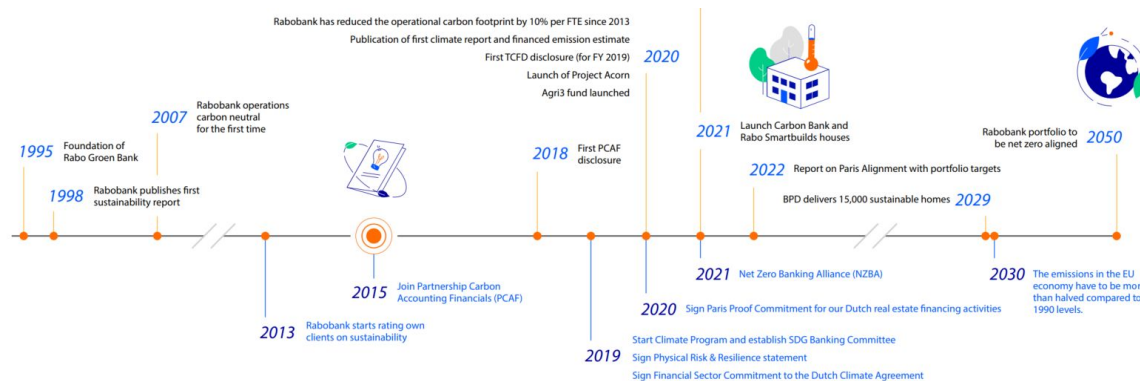 Rabobank has reduced the operational carbon footprint by 10% per FTE since 2013
Publication of first climate report and financed emission estimate
First TCFD disclosure (for FY 2019)
Launch of Project Acorn
Agri3 fund launched
2020
1995
Foundation of
Rabo Groen Bank
1998
Rabobank publishes first
sustainability report
2007
Rabobank operations
carbon neutral
for the first time
2018
First PCAF
disclosure
2021
Launch Carbon Bank and
Rabo Smartbuilds houses
2022
Report on Paris Alignment with portfolio targets
BPD delivers 15,000 sustainable homes
2029
Rabobank portfolio to
be net zero aligned
2050
2013
Rabobank starts rating own
clients on sustainability
2015
Join Partnership Carbon
Accounting Financials (PCAF)
2019
Start Climate Program and establish SDG Banking Committee
Sign Physical Risk & Resilience statement
Sign Financial Sector Commitment to the Dutch Climate Agreement
2020
Sign Paris Proof Commitment for our Dutch real estate financing activities
2021
Net Zero Banking Alliance (NZBA)
2030
The emissions in the EU
economy have to be mor
than halved compared to
1990 levels.